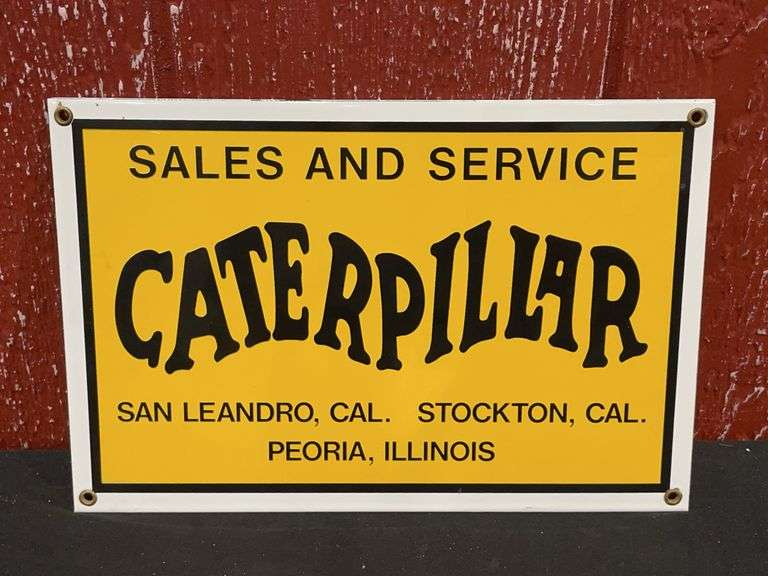 SALES AND SERVICE
CATERPILLAR
SAN LEANDRO, CAL. STOCKTON, CAL.
PEORIA, ILLINOIS